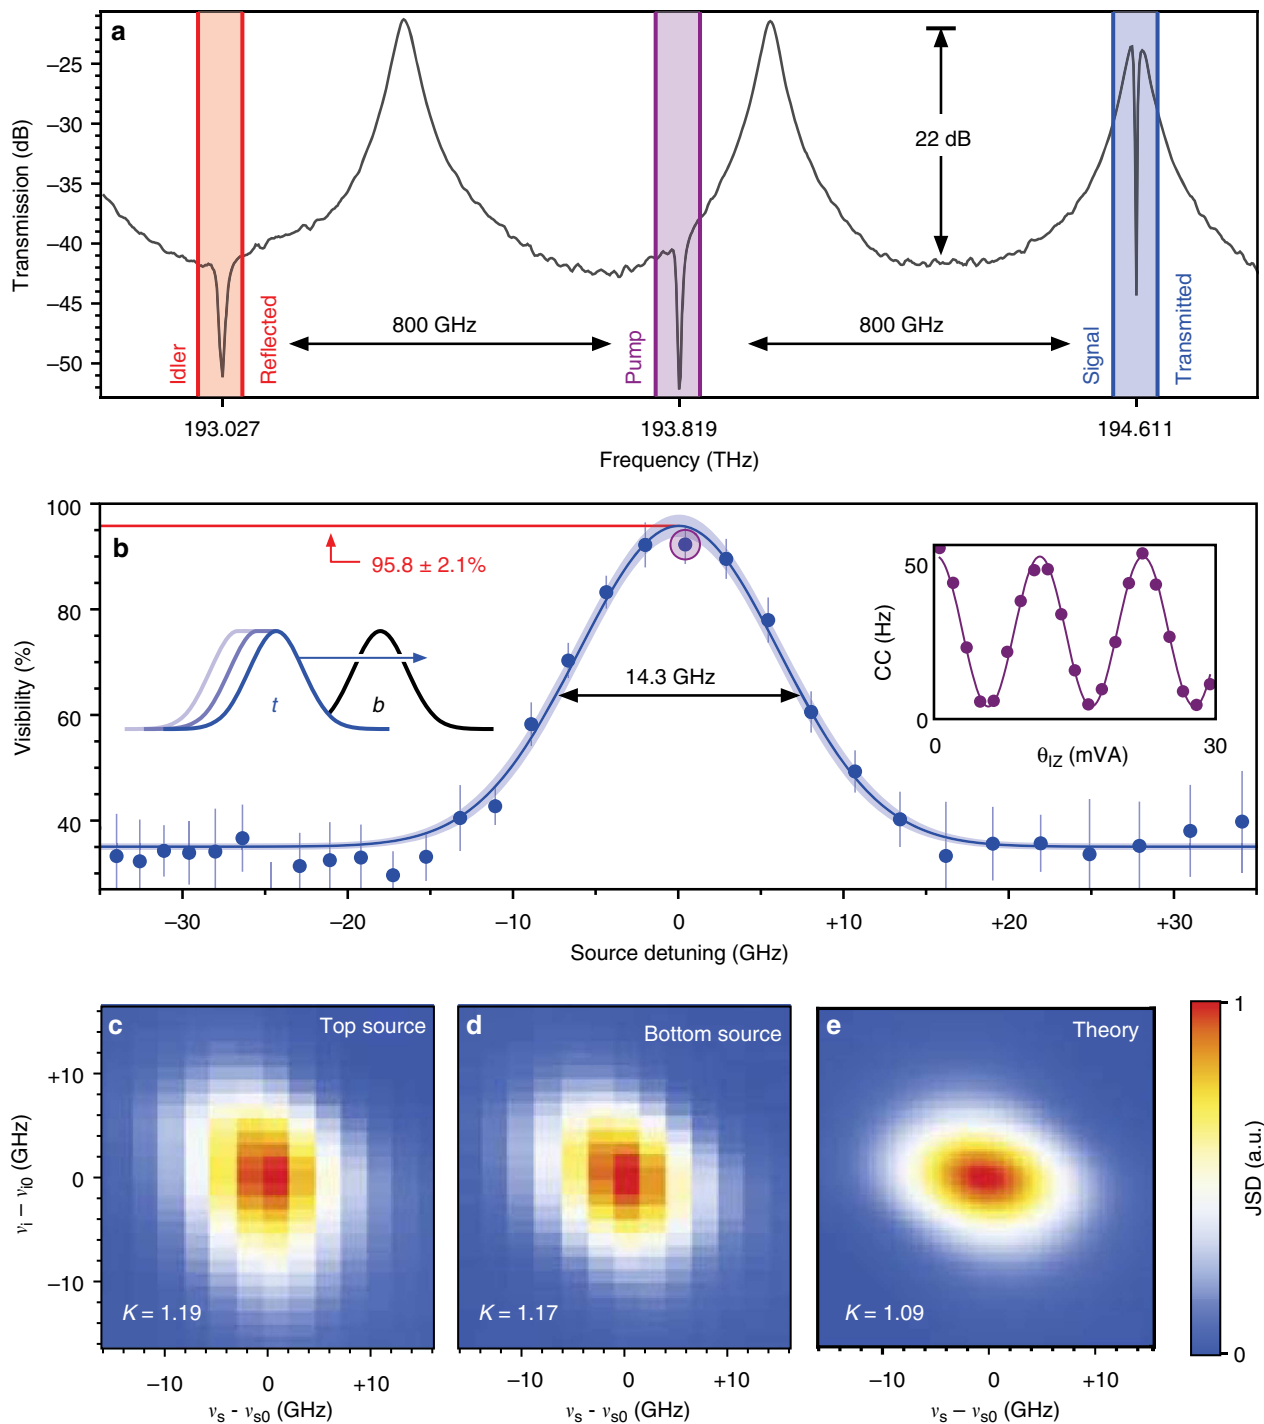 a
−25
−30
−35
−40
−45
−50
Transmission (dB)
22 dB
800 GHz
800 GHz
Idler
Reflected
Pump
Signal
Transmitted
193.027
193.819
194.611
Frequency (THz)
b
100
80
60
40
Visibility (%)
95.8 ± 2.1%
14.3 GHz
t
b
50
0
CC (Hz)
0
30
θIZ (mVA)
−30
−20
−10
0
+10
+20
+30
Source detuning (GHz)
c
Top source
K = 1.19
d
Bottom source
K = 1.17
e
Theory
K = 1.09
+10
0
−10
νi − νi0 (GHz)
−10
0
+10
νs - νs0 (GHz)
−10
0
+10
νs - νs0 (GHz)
−10
0
+10
νs − νs0 (GHz)
1
0
JSD (a.u.)